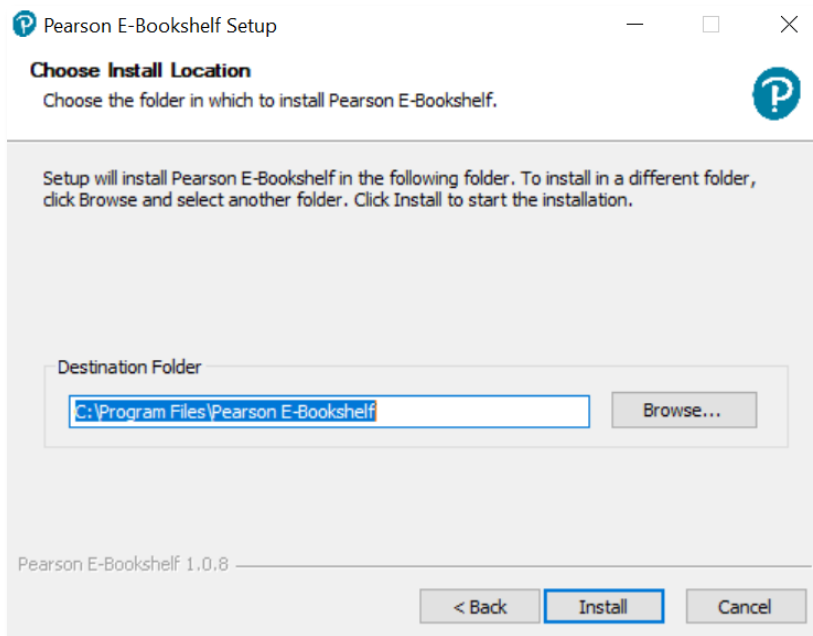 Pearson E-Bookshelf Setup
Choose Install Location
Choose the folder in which to install Pearson E-Bookshelf.
Setup will install Pearson E-Bookshelf in the following folder. To install in a different folder,
click Browse and select another folder. Click Install to start the installation.
Destination Folder
C:\Program Files\Pearson E-Bookshelf
Browse...
Pearson E-Bookshelf 1.0.8
< Back
Install
Cancel